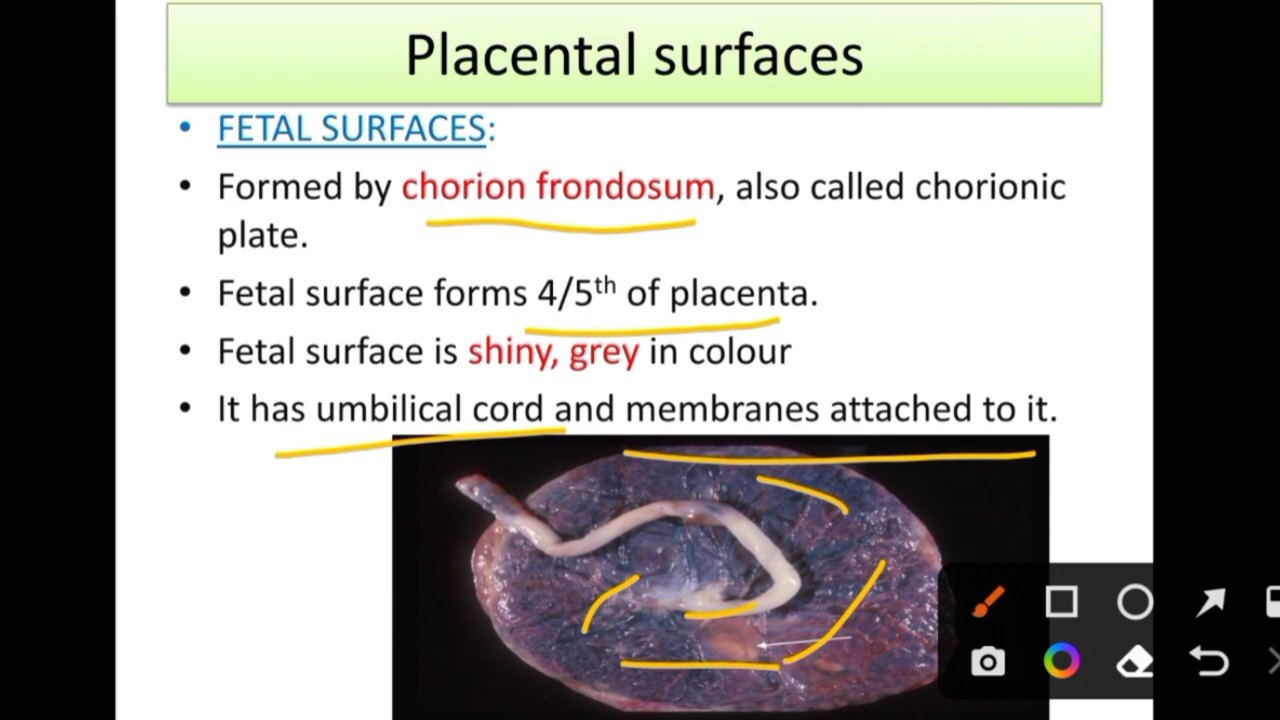 Placental surfaces
• FETAL SURFACES:
• Formed by chorion frondosum, also called chorionic
plate.
• Fetal surface forms 4/5th of placenta.
• Fetal surface is shiny, grey in colour
• It has umbilical cord and membranes attached to it.